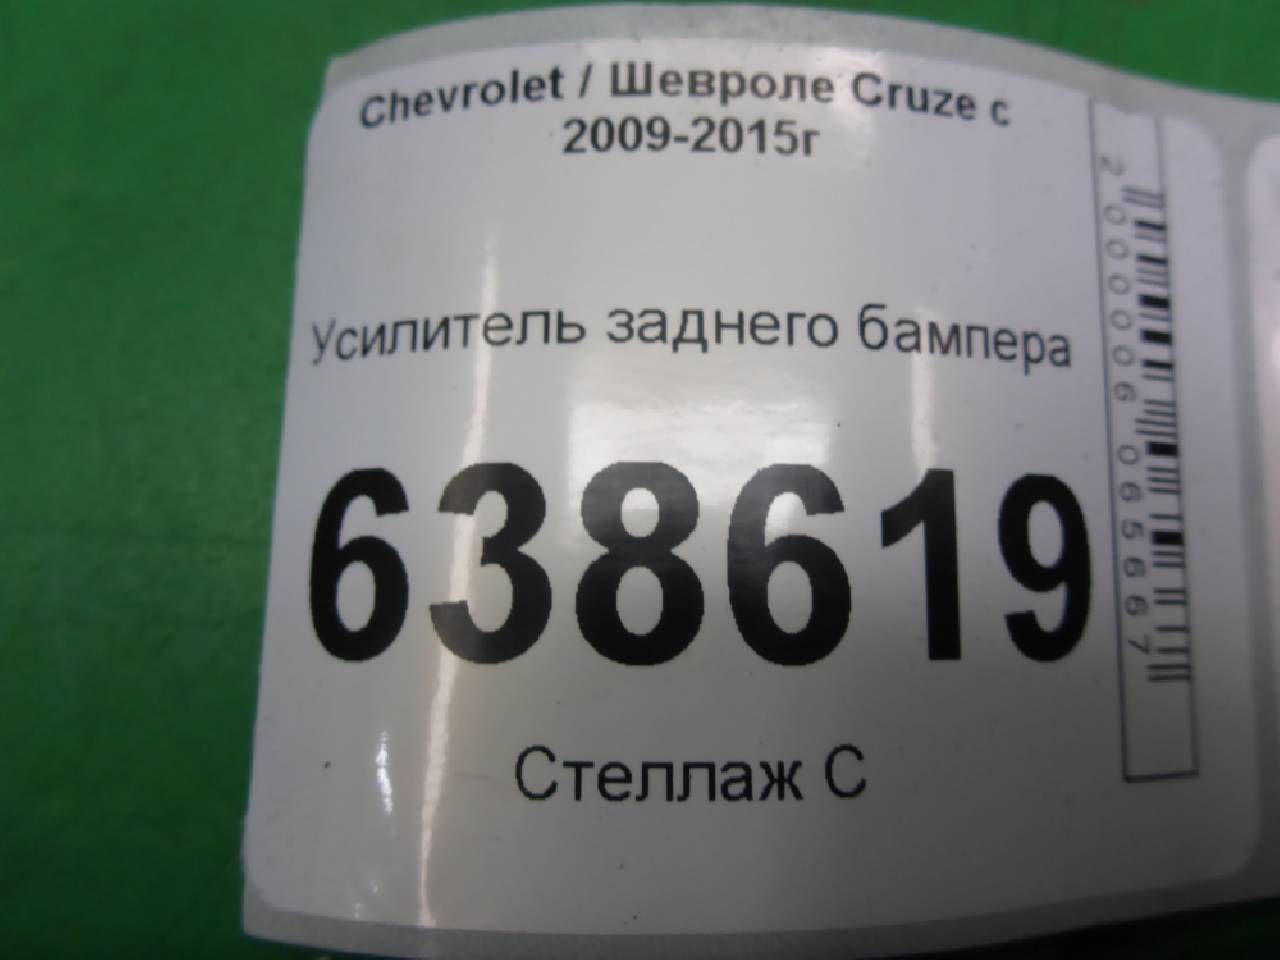 Chevrolet / Шевроле Cruze с
2009-2015г
Усилитель заднего бампера
638619
Стеллаж С
2000006065667